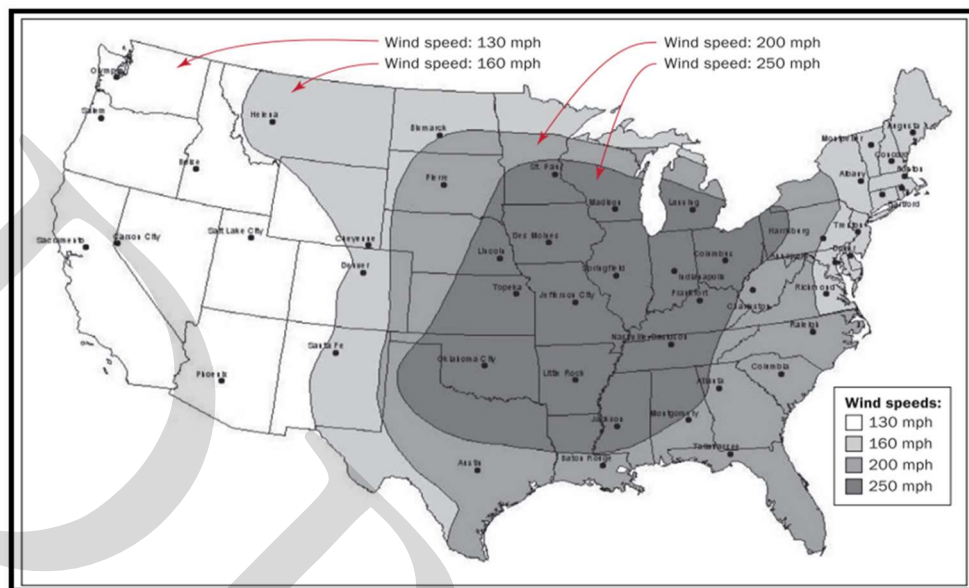 Wind speed: 130 mph
Wind speed: 160 mph
Wind speed: 200 mph
Wind speed: 250 mph
Olympia
Salem
Helena
Boise
Bismarck
Pierre
St. Paul
Madison
Lansing
Montpelier
Augusta
Concord
Albany
Boston
Hartford
Sacramento
Carson City
Salt Lake City
Cheyenne
Denver
Lincoln
Des Moines
Topeka
Springfield
Jefferson City
Columbus
Indianapolis
Frankfort
Charleston
Harrisburg
Trenton
Dover
Richmond
Raleigh
Santa Fe
Phoenix
Oklahoma City
Little Rock
Columbia
Atlanta
Jackson
Montgomery
Austin
Baton Rouge
Wind speeds:
130 mph
160 mph
200 mph
250 mph